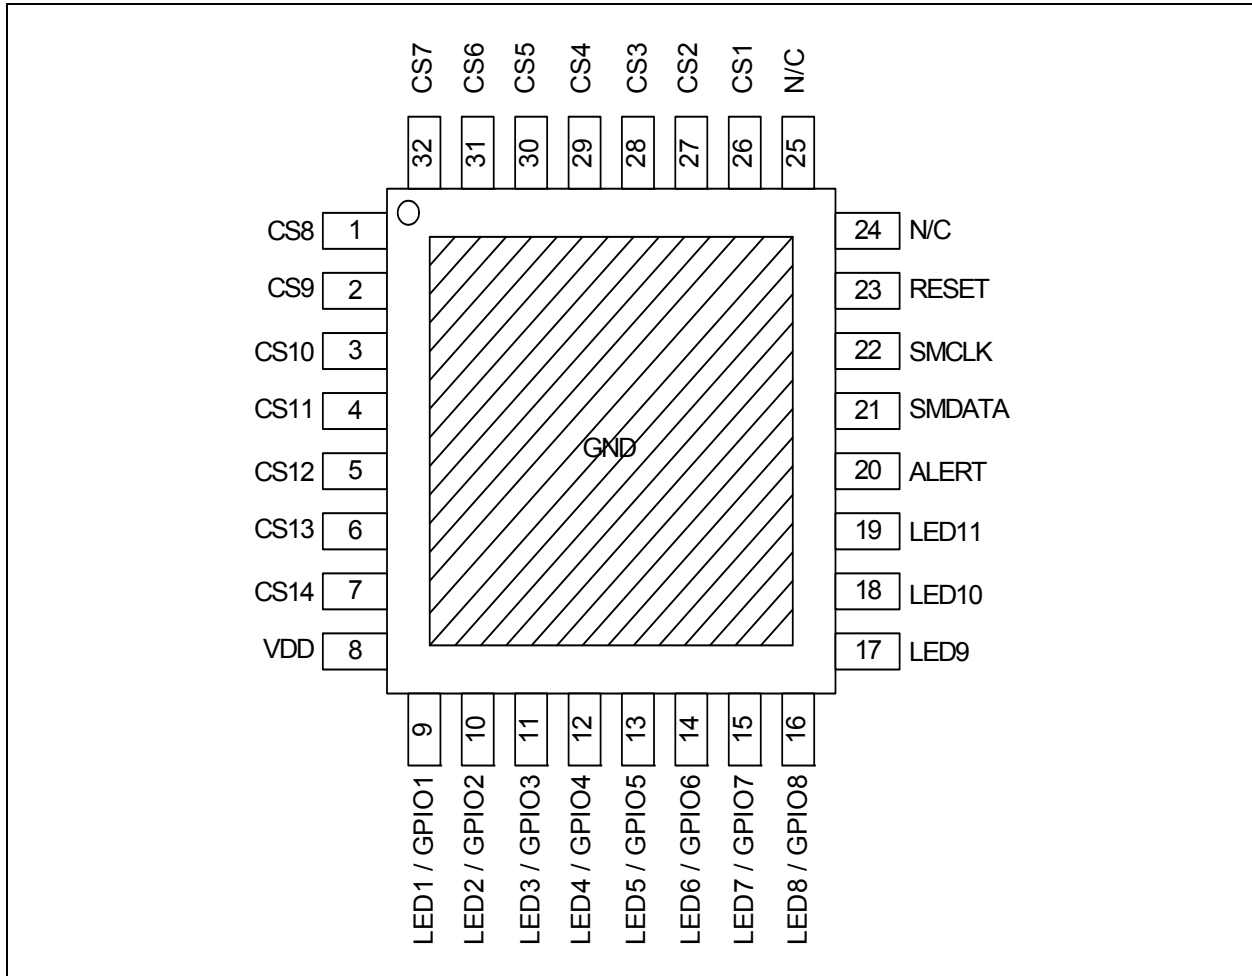 CS7 CS6 CS5 CS4 CS3 CS2 CS1 N/C
32 31 30 29 28 27 26 25
CS8 1 24 N/C
CS9 2 23 RESET
CS10 3 22 SMCLK
CS11 4 21 SMDATA
GND
CS12 5 20 ALERT
CS13 6 19 LED11
CS14 7 18 LED10
VDD 8 17 LED9
9 10 11 12 13 14 15 16
LED1 / GPIO1
LED2 / GPIO2
LED3 / GPIO3
LED4 / GPIO4
LED5 / GPIO5
LED6 / GPIO6
LED7 / GPIO7
LED8 / GPIO8